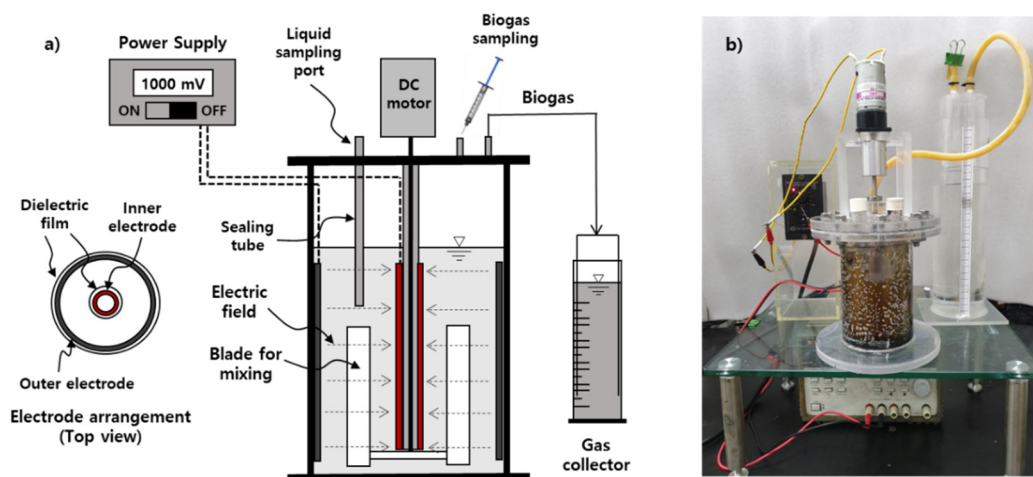 a)
Power Supply
1000 mV
ON
OFF
Liquid
sampling
port
DC
motor
Biogas
sampling
Biogas
Dielectric
film
Inner
electrode
Sealing
tube
Electric
field
Blade for
mixing
Outer electrode
Electrode arrangement
(Top view)
Gas
collector
b)